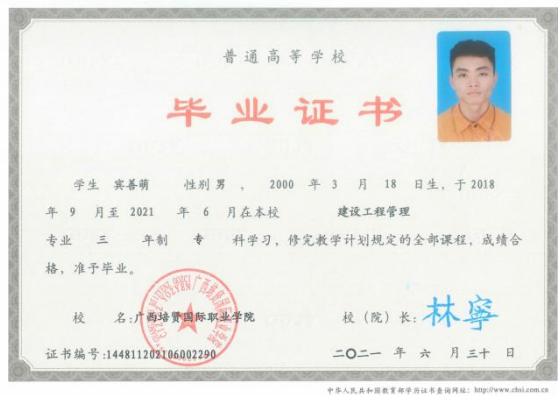 普通高等学校
毕业证书
学生 宾善萌 性别 男 ， 2000 年 3 月 18 日生，于 2018
年 9 月至 2021 年 6 月在本校 建设工程管理
专业 三 年制 专 科学习，修完教学计划规定的全部课程，成绩合
格，准予毕业。
校 名：广西培贤国际职业学院 校（院）长：林寧
证书编号：144811202106002290 二〇二一 年 六 月 三十 日
中华人民共和国教育部学历证书查询网址：http://www.chsi.com.cn